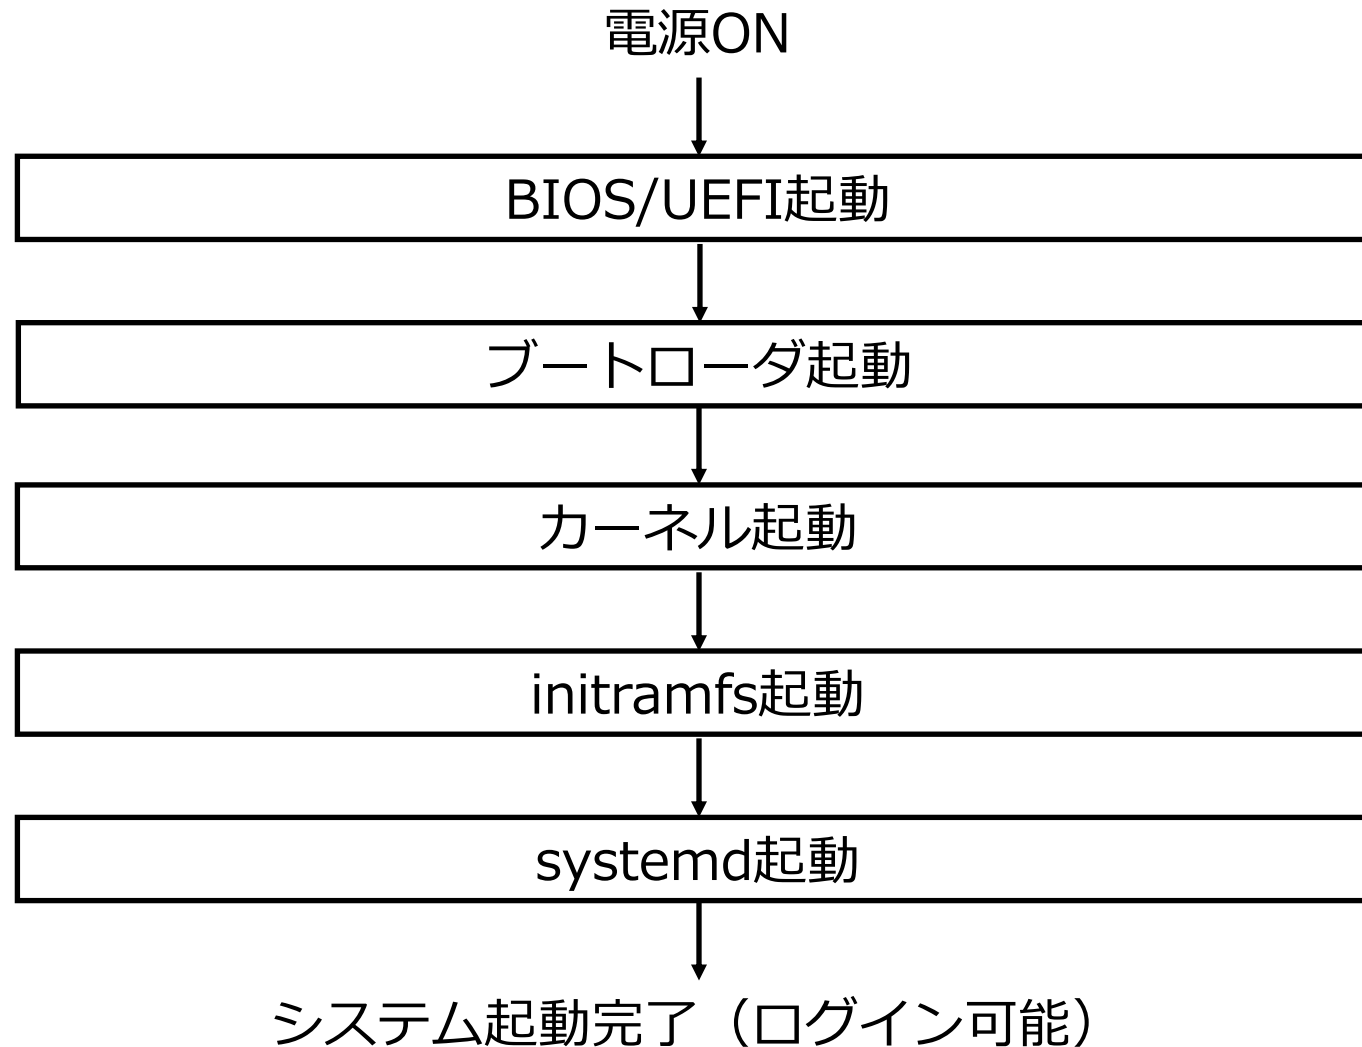 電源ON
BIOS/UEFI起動
ブートローダ起動
カーネル起動
initramfs起動
systemd起動
システム起動完了（ログイン可能）